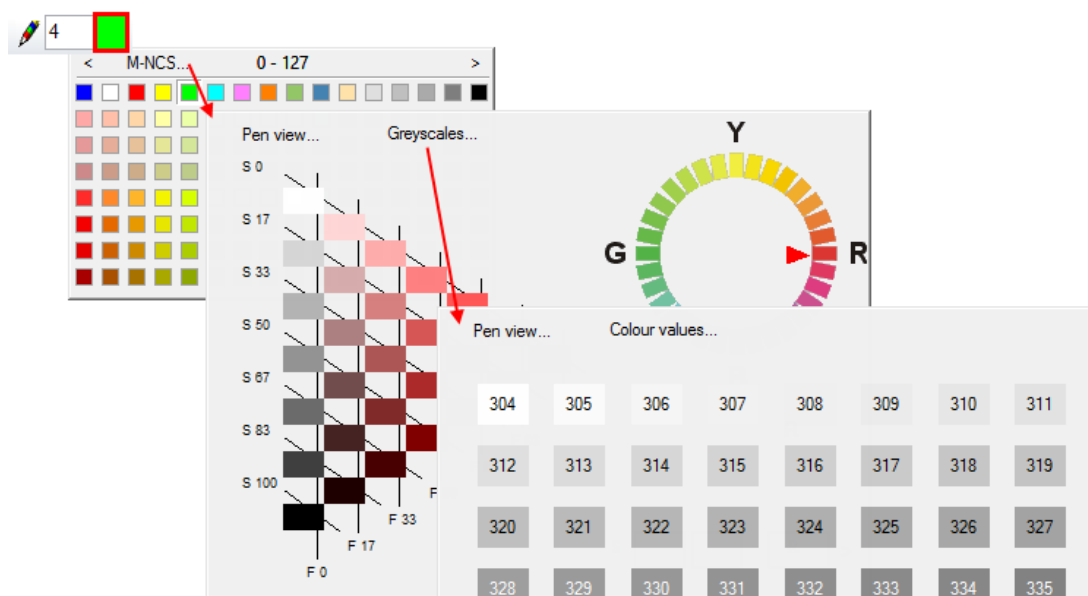 4
< M-NCS... 0 - 127 >
Pen view... Greyscales...
S 0
S 17
S 33
S 50
S 67
S 83
S 100
F
F 33
F 17
F 0
Y
G R
Pen view... Colour values...
304 305 306 307 308 309 310 311
312 313 314 315 316 317 318 319
320 321 322 323 324 325 326 327
328 329 330 331 332 333 334 335